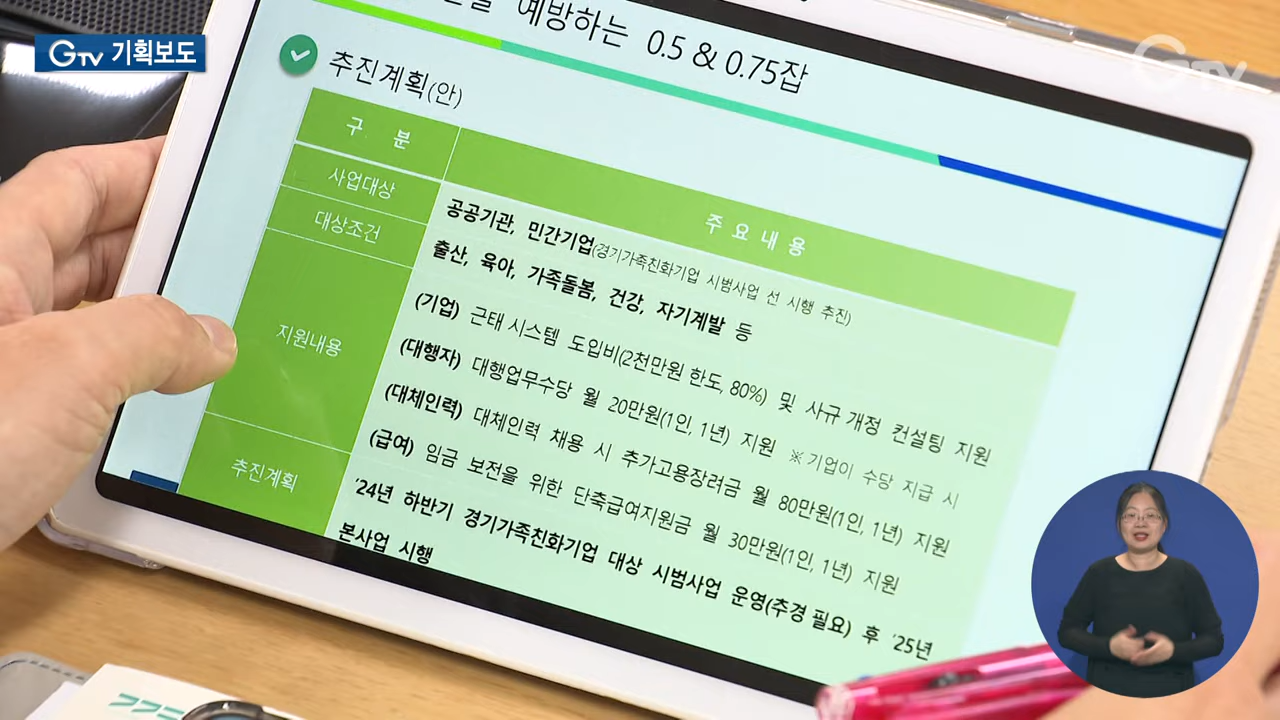 GTV 기획보도
GTV
예방하는 0.5 & 0.75잡
추진계획(안)
구 분
주 요 내 용
사업대상
공공기관, 민간기업(경기가족친화기업 시범사업 선 시행 추진)
대상조건
출산, 육아, 가족돌봄, 건강, 자기계발 등
지원내용
(기업) 근태 시스템 도입비(2천만원 한도, 80%) 및 사규 개정 컨설팅 지원
(대행자) 대행업무수당 월 20만원(1인, 1년) 지원 ※ 기업이 수당 지급 시
(대체인력) 대체인력 채용 시 추가고용장려금 월 80만원(1인, 1년) 지원
(급여) 임금 보전을 위한 단축급여지원금 월 30만원(1인, 1년) 지원
추진계획
'24년 하반기 경기가족친화기업 대상 시범사업 운영(추경 필요) 후 '25년
본사업 시행